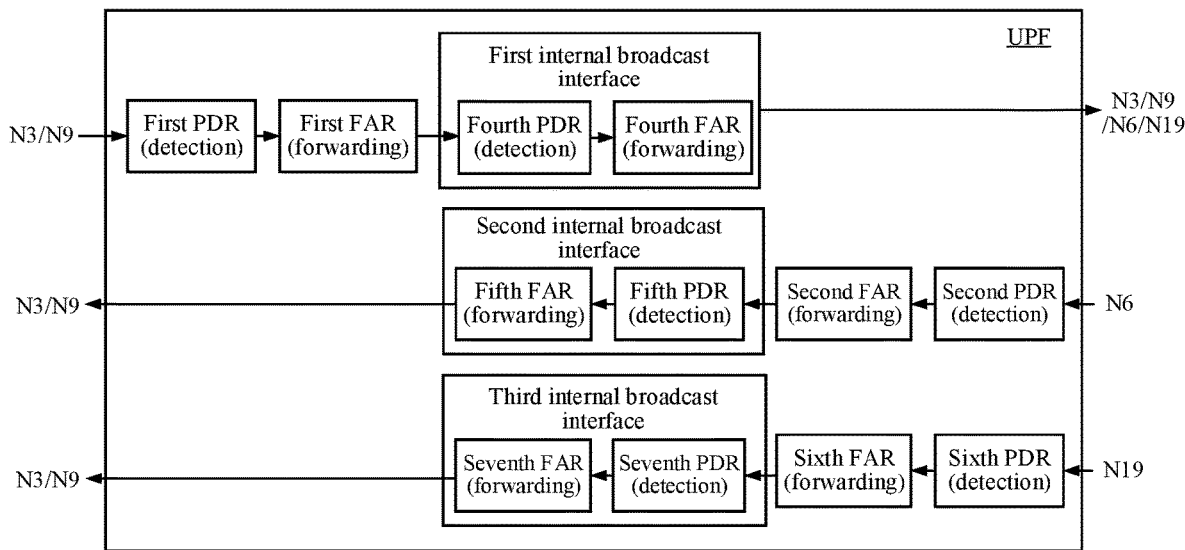 UPF
First internal broadcast
interface
N3/N9
First PDR
(detection)
First FAR
(forwarding)
Fourth PDR
(detection)
Fourth FAR
(forwarding)
N3/N9
/N6/N19
Second internal broadcast
interface
N3/N9
Fifth FAR
(forwarding)
Fifth PDR
(detection)
Second FAR
(forwarding)
Second PDR
(detection)
N6
Third internal broadcast
interface
N3/N9
Seventh FAR
(forwarding)
Seventh PDR
(detection)
Sixth FAR
(forwarding)
Sixth PDR
(detection)
N19